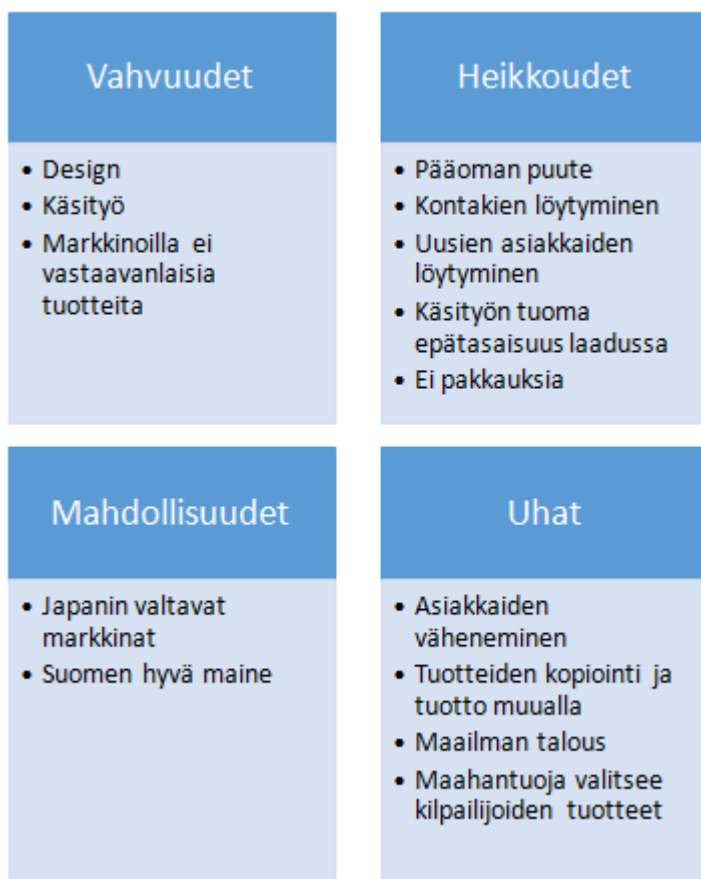 Vahvuudet
• Design
• Käsityö
• Markkinoilla ei
vastaavanlaisia
tuotteita
Heikkoudet
• Pääoman puute
• Kontakien löytyminen
• Uusien asiakkaiden
löytyminen
• Käsityön tuoma
epätasaisuus laadussa
• Ei pakkauksia
Mahdollisuudet
• Japanin valtavat
markkinat
• Suomen hyvä maine
Uhat
• Asiakkaiden
väheneminen
• Tuotteiden kopiointi ja
tuotto muualla
• Maailman talous
• Maahantuoja valitsee
kilpailijoiden tuotteet